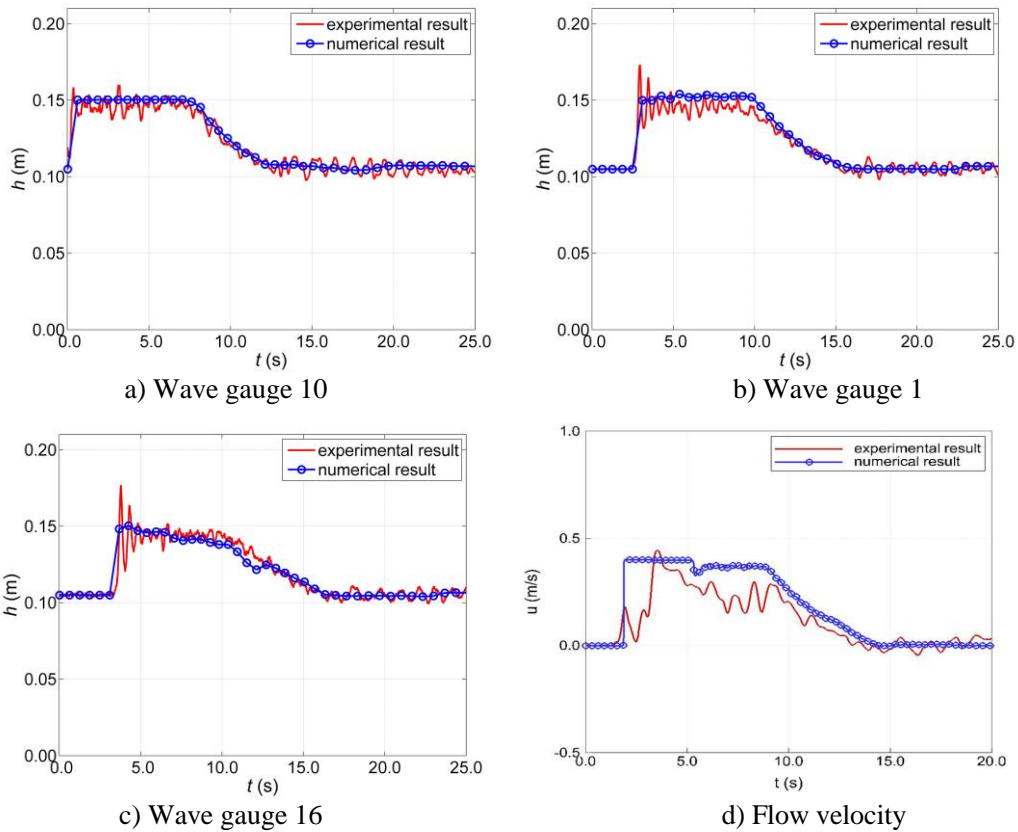 0.20
experimental result
numerical result
0.15
h (m)
0.10
0.05
0.00
0.0 5.0 10.0 15.0 20.0 25.0
t (s)
a) Wave gauge 10
0.20
experimental result
numerical result
0.15
h (m)
0.10
0.05
0.00
0.0 5.0 10.0 15.0 20.0 25.0
t (s)
b) Wave gauge 1
0.20
experimental result
numerical result
0.15
h (m)
0.10
0.05
0.00
0.0 5.0 10.0 15.0 20.0 25.0
t (s)
c) Wave gauge 16
1.0
experimental result
numerical result
0.5
u (m/s)
0.0
-0.5
0.0 5.0 10.0 15.0 20.0
t (s)
d) Flow velocity